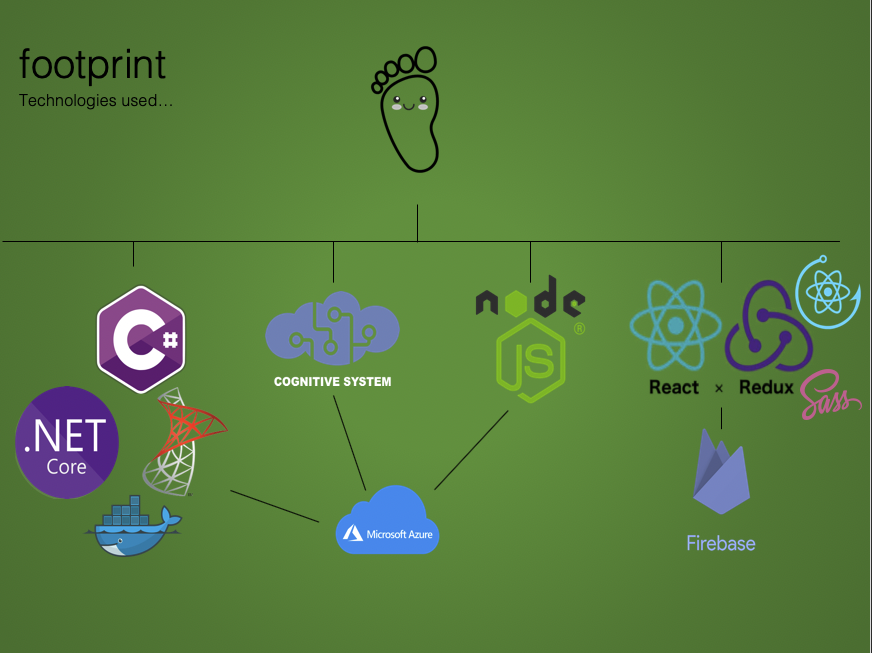 footprint
Technologies used...
C#
node
JS
®
COGNITIVE SYSTEM
React × Redux
Sass
.NET
Core
Microsoft Azure
Firebase